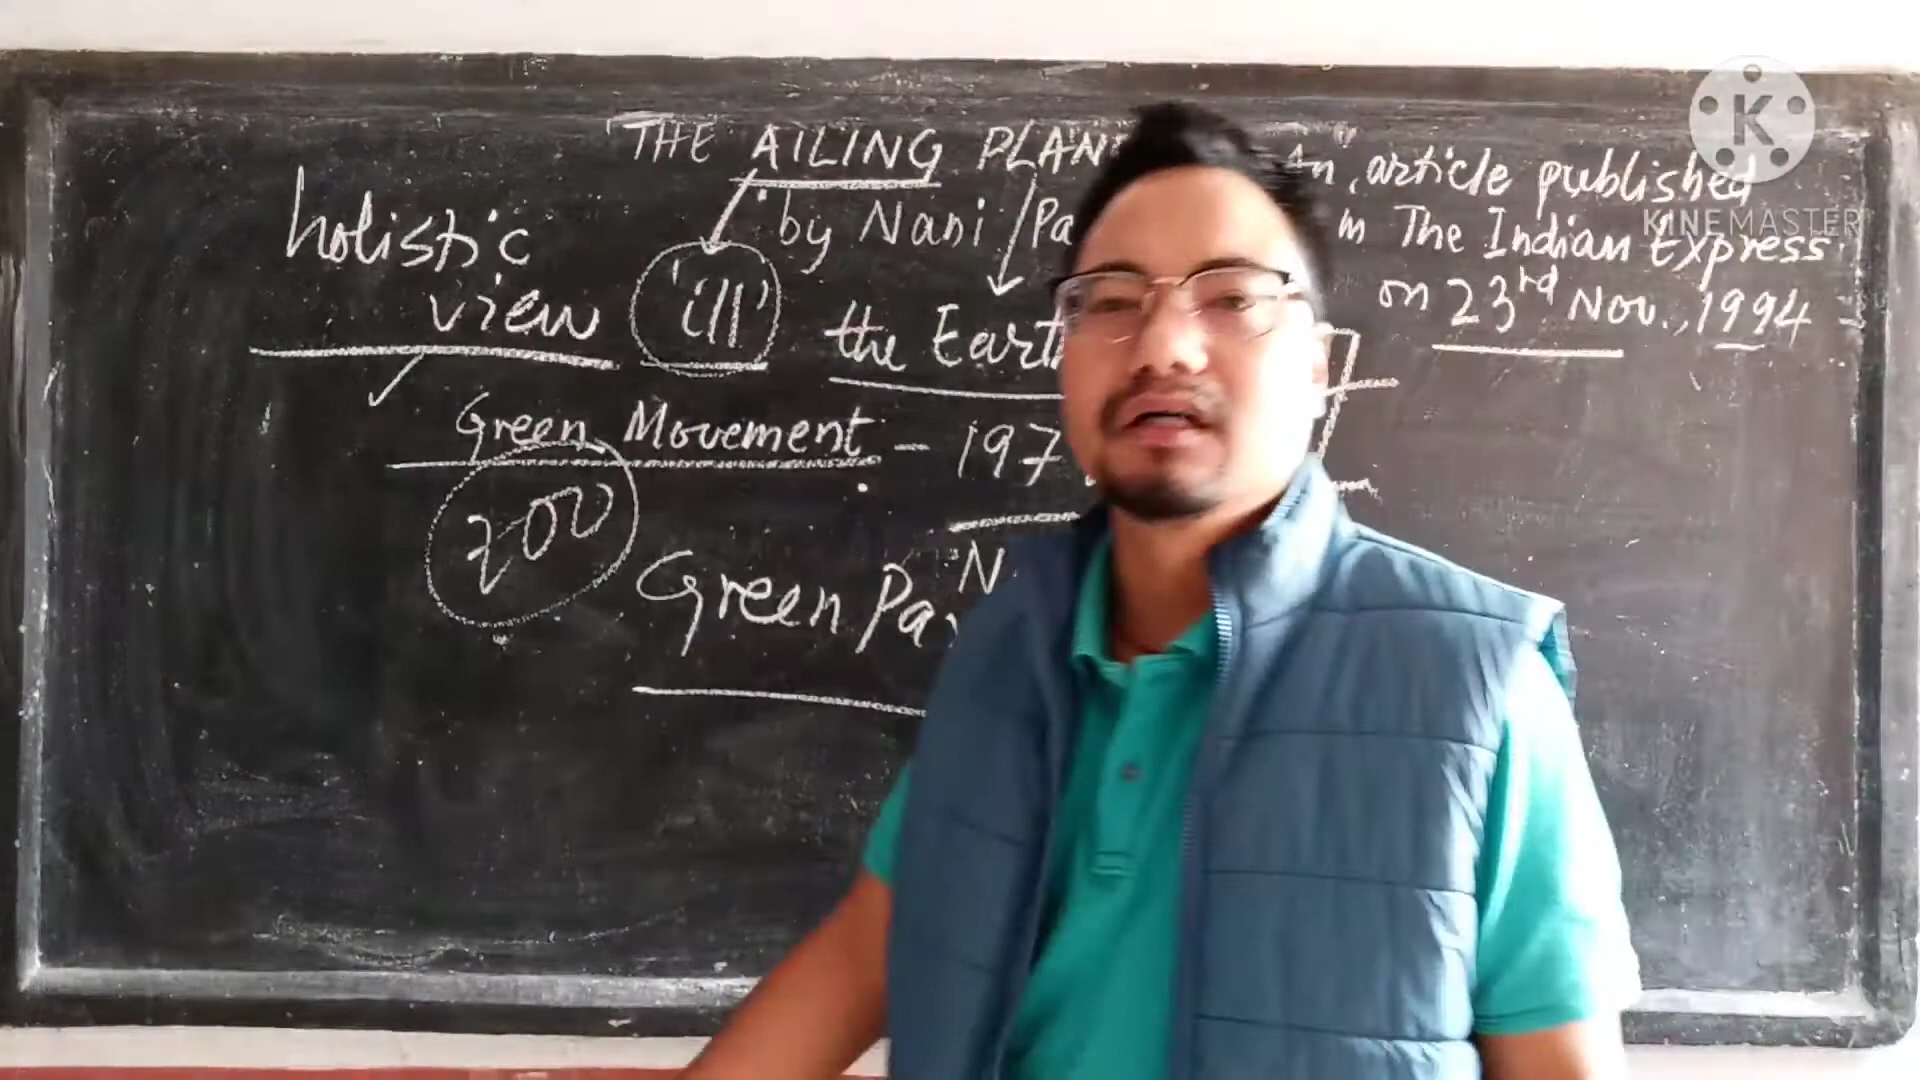 THE AILING PLAN
An article published
by Nani Pa
in The Indian Express
on 23rd Nov., 1994
holistic
view
'ill'
the Eart
Green Movement - 197
200
N
Green Pa
K
KINEMASTER